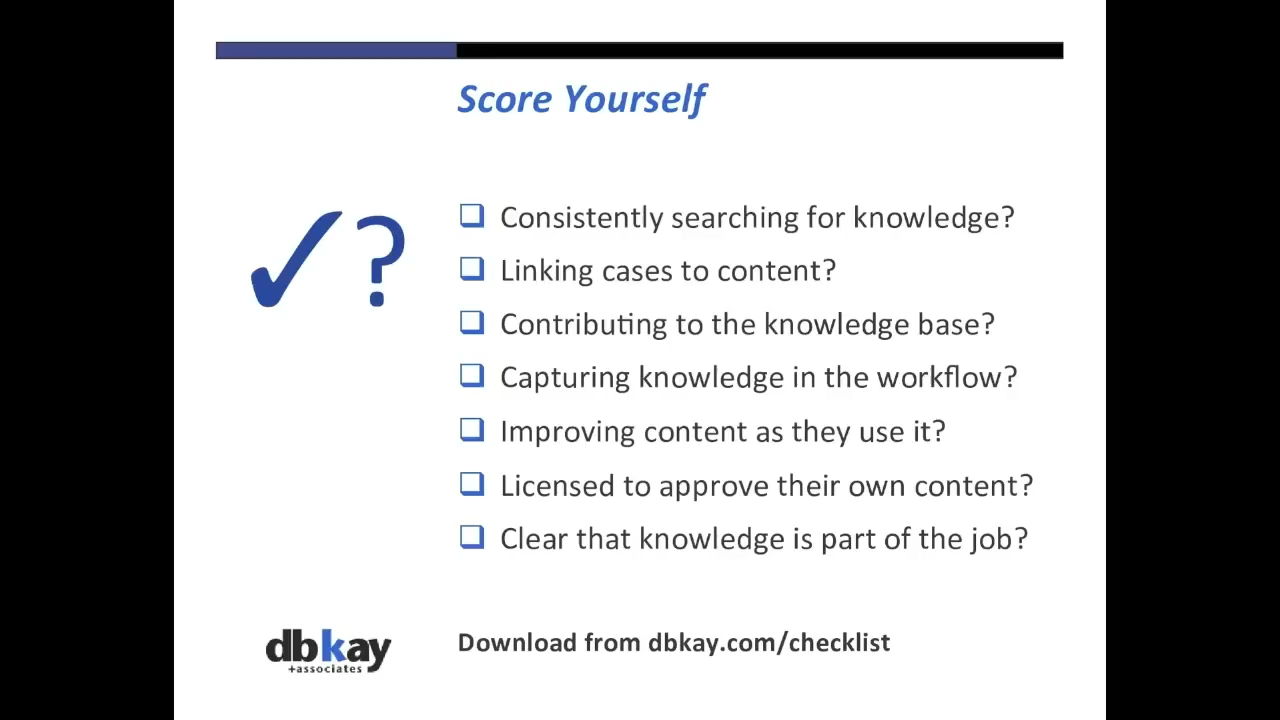 Score Yourself
✓?
❑ Consistently searching for knowledge?
❑ Linking cases to content?
❑ Contributing to the knowledge base?
❑ Capturing knowledge in the workflow?
❑ Improving content as they use it?
❑ Licensed to approve their own content?
❑ Clear that knowledge is part of the job?
dbkay
+associates
Download from dbkay.com/checklist